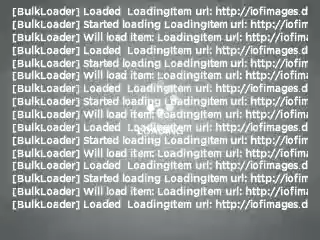 [BulkLoader] Loaded LoadingItem url: http://iofimages.d
[BulkLoader] Started loading LoadingItem url: http://iofim
[BulkLoader] Will load item: LoadingItem url: http://iofima
[BulkLoader] Loaded LoadingItem url: http://iofimages.d
[BulkLoader] Started loading LoadingItem url: http://iofim
[BulkLoader] Will load item: LoadingItem url: http://iofima
[BulkLoader] Loaded LoadingItem url: http://iofimages.d
[BulkLoader] Started loading LoadingItem url: http://iofim
[BulkLoader] Will load item: LoadingItem url: http://iofima
[BulkLoader] Loaded LoadingItem url: http://iofimages.d
[BulkLoader] Started loading LoadingItem url: http://iofim
[BulkLoader] Will load item: LoadingItem url: http://iofima
[BulkLoader] Loaded LoadingItem url: http://iofimages.d
[BulkLoader] Started loading LoadingItem url: http://iofim
[BulkLoader] Will load item: LoadingItem url: http://iofima
[BulkLoader] Loaded LoadingItem url: http://iofimages.d